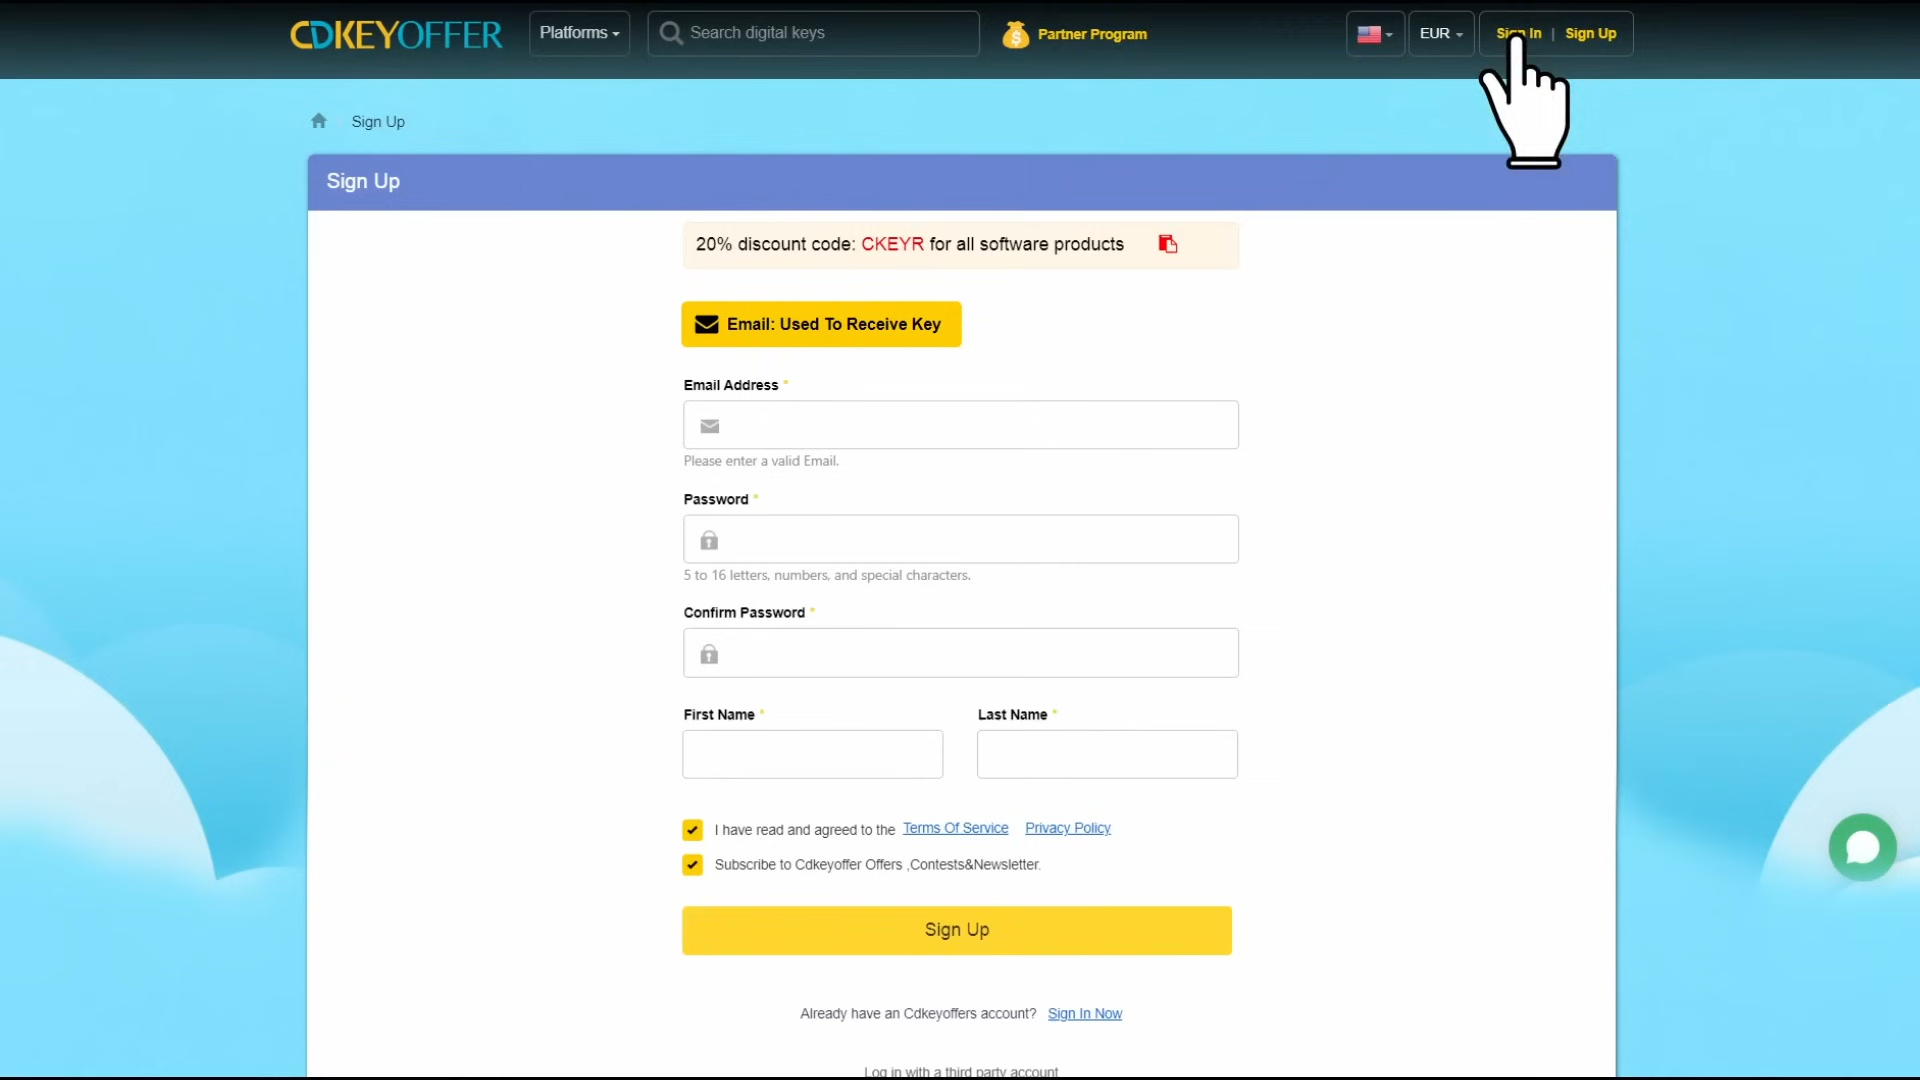 CDKEYOFFER Platforms Search digital keys Partner Program EUR Sign In | Sign Up
Sign Up
Sign Up
20% discount code: CKEYR for all software products
Email: Used To Receive Key
Email Address *
Please enter a valid Email.
Password *
5 to 16 letters, numbers, and special characters.
Confirm Password *
First Name * Last Name *
I have read and agreed to the Terms Of Service Privacy Policy
Subscribe to Cdkeyoffer Offers ,Contests&Newsletter.
Sign Up
Already have an Cdkeyoffers account? Sign In Now
Log in with a third party account